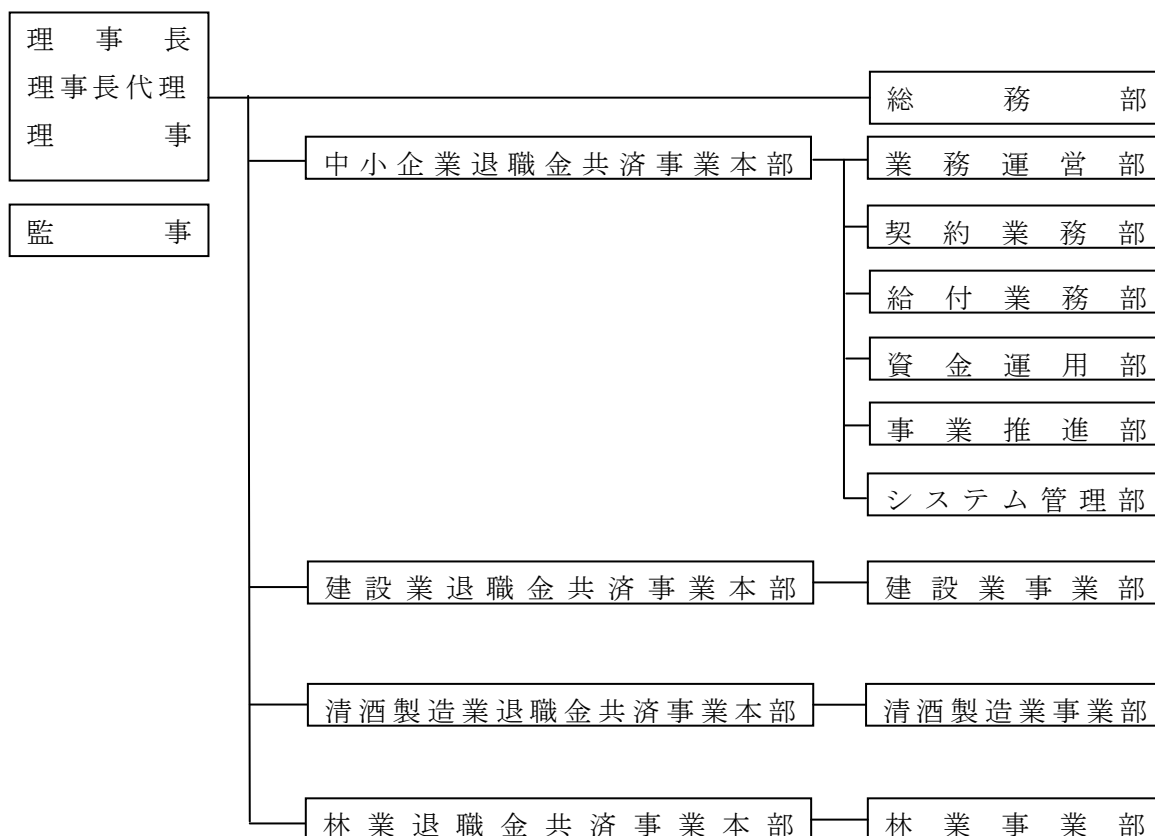 理事長
理事長代理
理事
監事
総務部
中小企業退職金共済事業本部
業務運営部
契約業務部
給付業務部
資金運用部
事業推進部
システム管理部
建設業退職金共済事業本部
建設業事業部
清酒製造業退職金共済事業本部
清酒製造業事業部
林業退職金共済事業本部
林業事業部